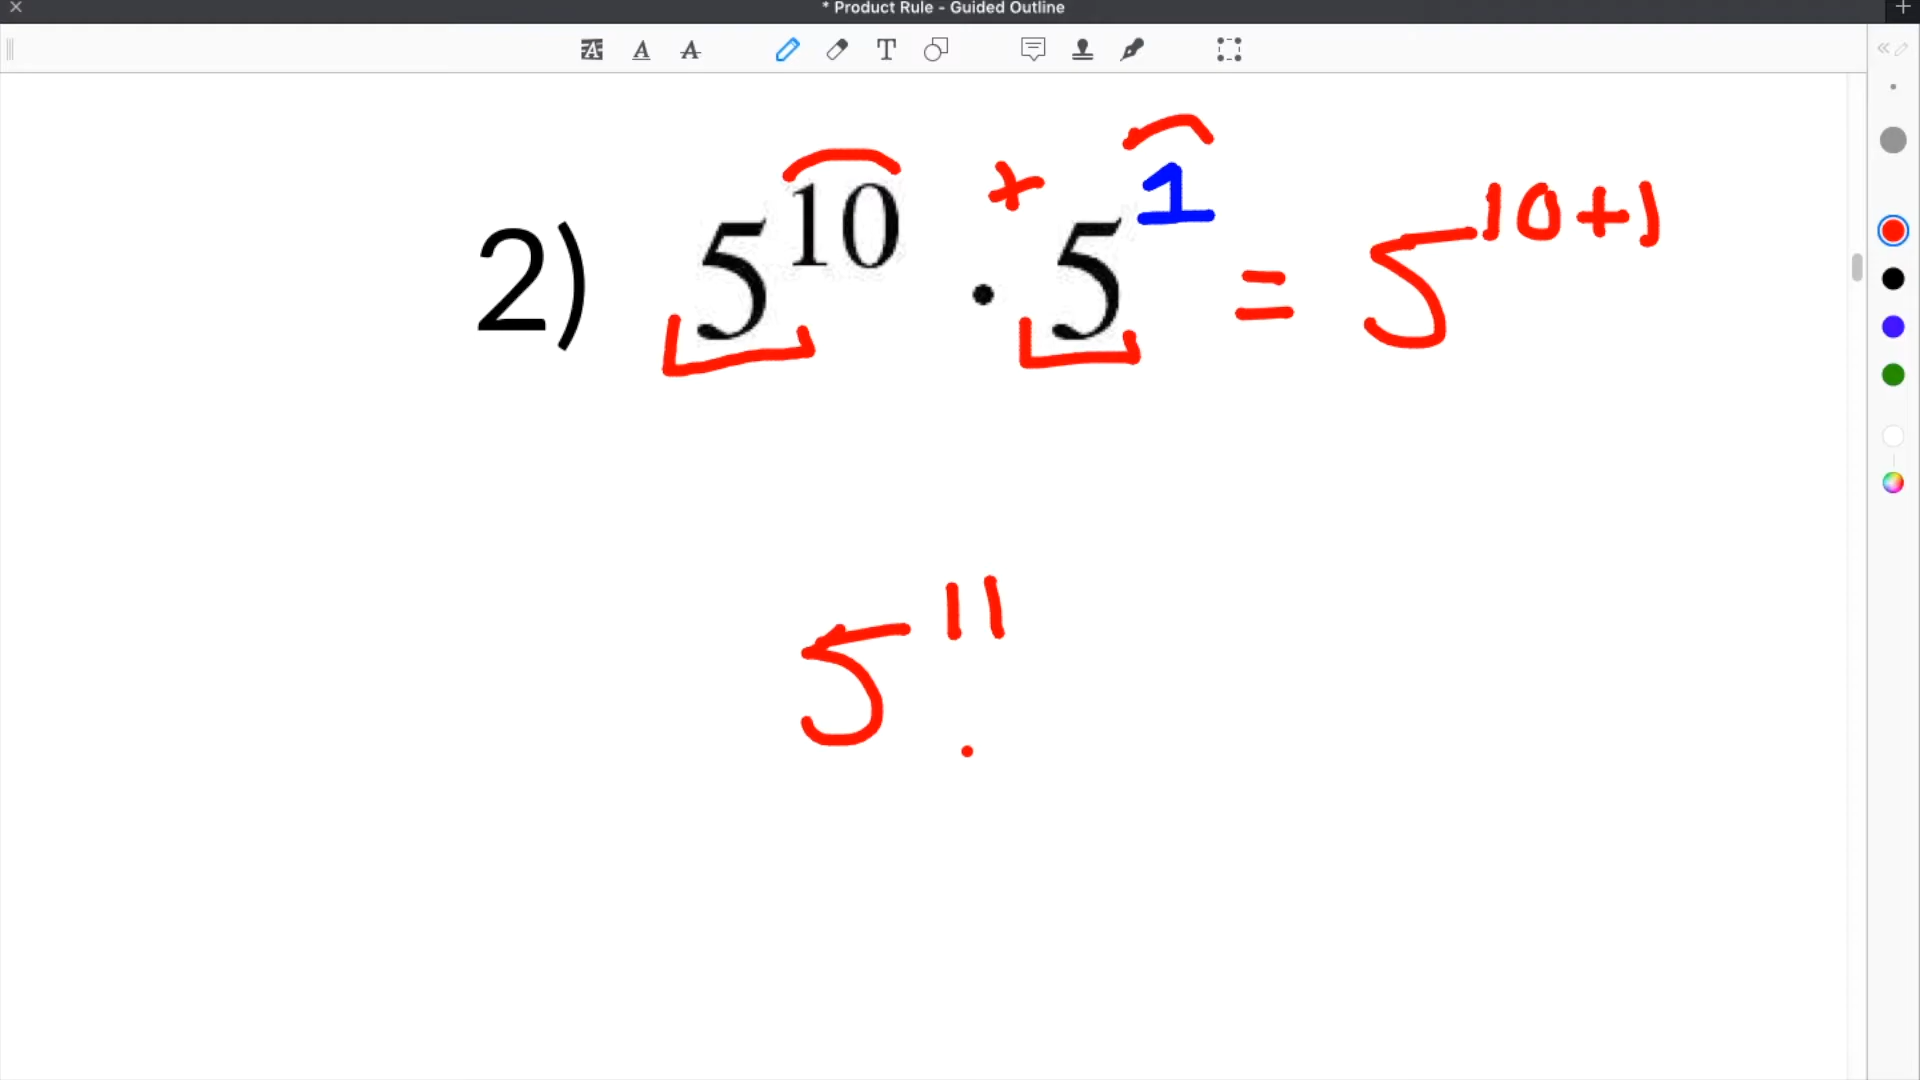 * Product Rule - Guided Outline
A A A T
2) 5^10 + · 5^1 = 5^10+1
5^11